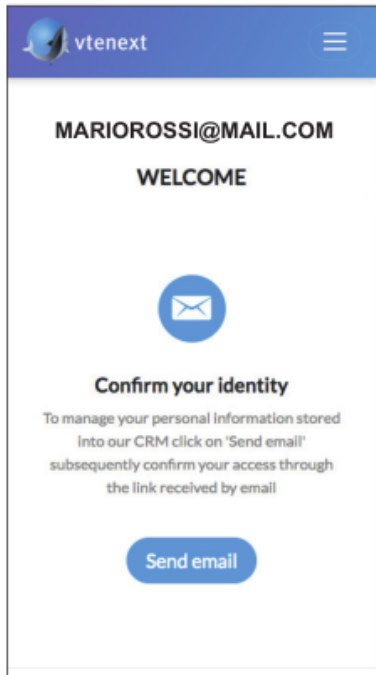 vtenext
MARIOROSSI@MAIL.COM
WELCOME
Confirm your identity
To manage your personal information stored
into our CRM click on 'Send email'
subsequently confirm your access through
the link received by email
Send email